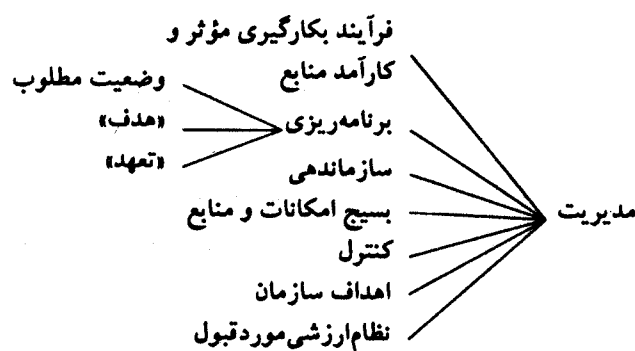 مدیریت
فرآیند بکارگیری مؤثر و
کارآمد منابع
برنامه‌ریزی
وضعیت مطلوب
«هدف»
«تعهد»
سازماندهی
بسیج امکانات و منابع
کنترل
اهداف سازمان
نظام‌ارزشی‌موردقبول